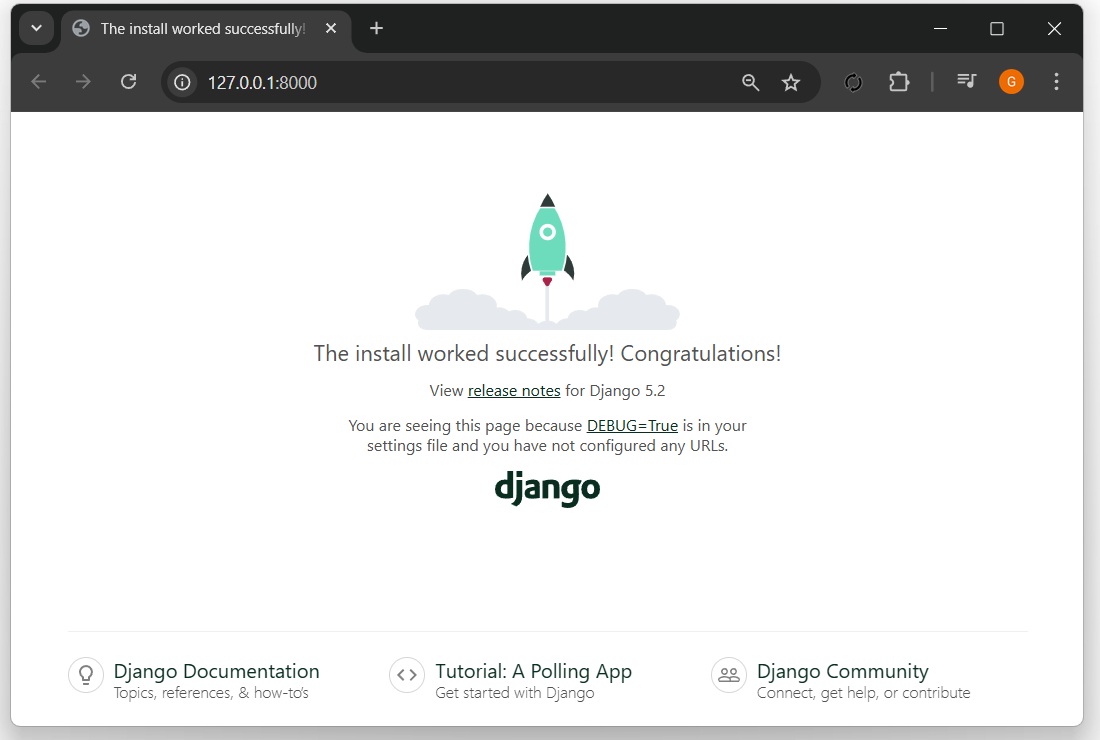 The install worked successfully!
127.0.0.1:8000
G
The install worked successfully! Congratulations!
View release notes for Django 5.2
You are seeing this page because DEBUG=True is in your
settings file and you have not configured any URLs.
django
Django Documentation
Topics, references, & how-to's
Tutorial: A Polling App
Get started with Django
Django Community
Connect, get help, or contribute